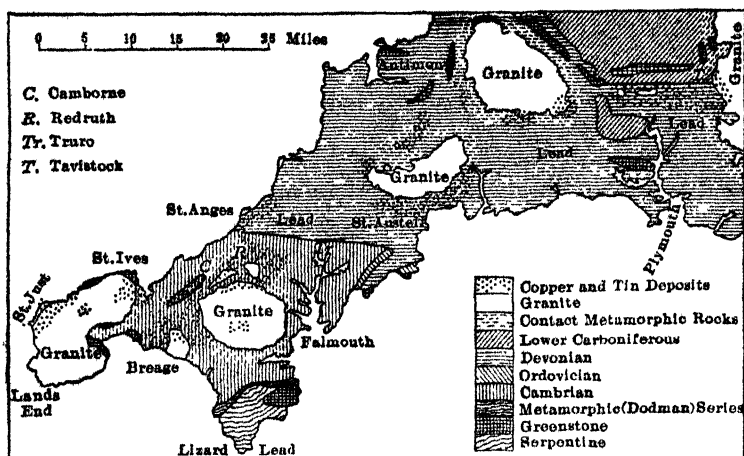 0 5 10 15 20 25 Miles
C. Camborne
R. Redruth
Tr. Truro
T. Tavistock
Antimony
Granite
Granite
Lead
Lead
Granite
St. Anges
Lead
St. Austell
Plymouth
St. Ives
C
St. Just
Granite
Granite
Falmouth
Breage
Lands
End
Lizard
Lead
Copper and Tin Deposits
Granite
Contact Metamorphic Rocks
Lower Carboniferous
Devonian
Ordovician
Cambrian
Metamorphic (Dodman) Series
Greenstone
Serpentine